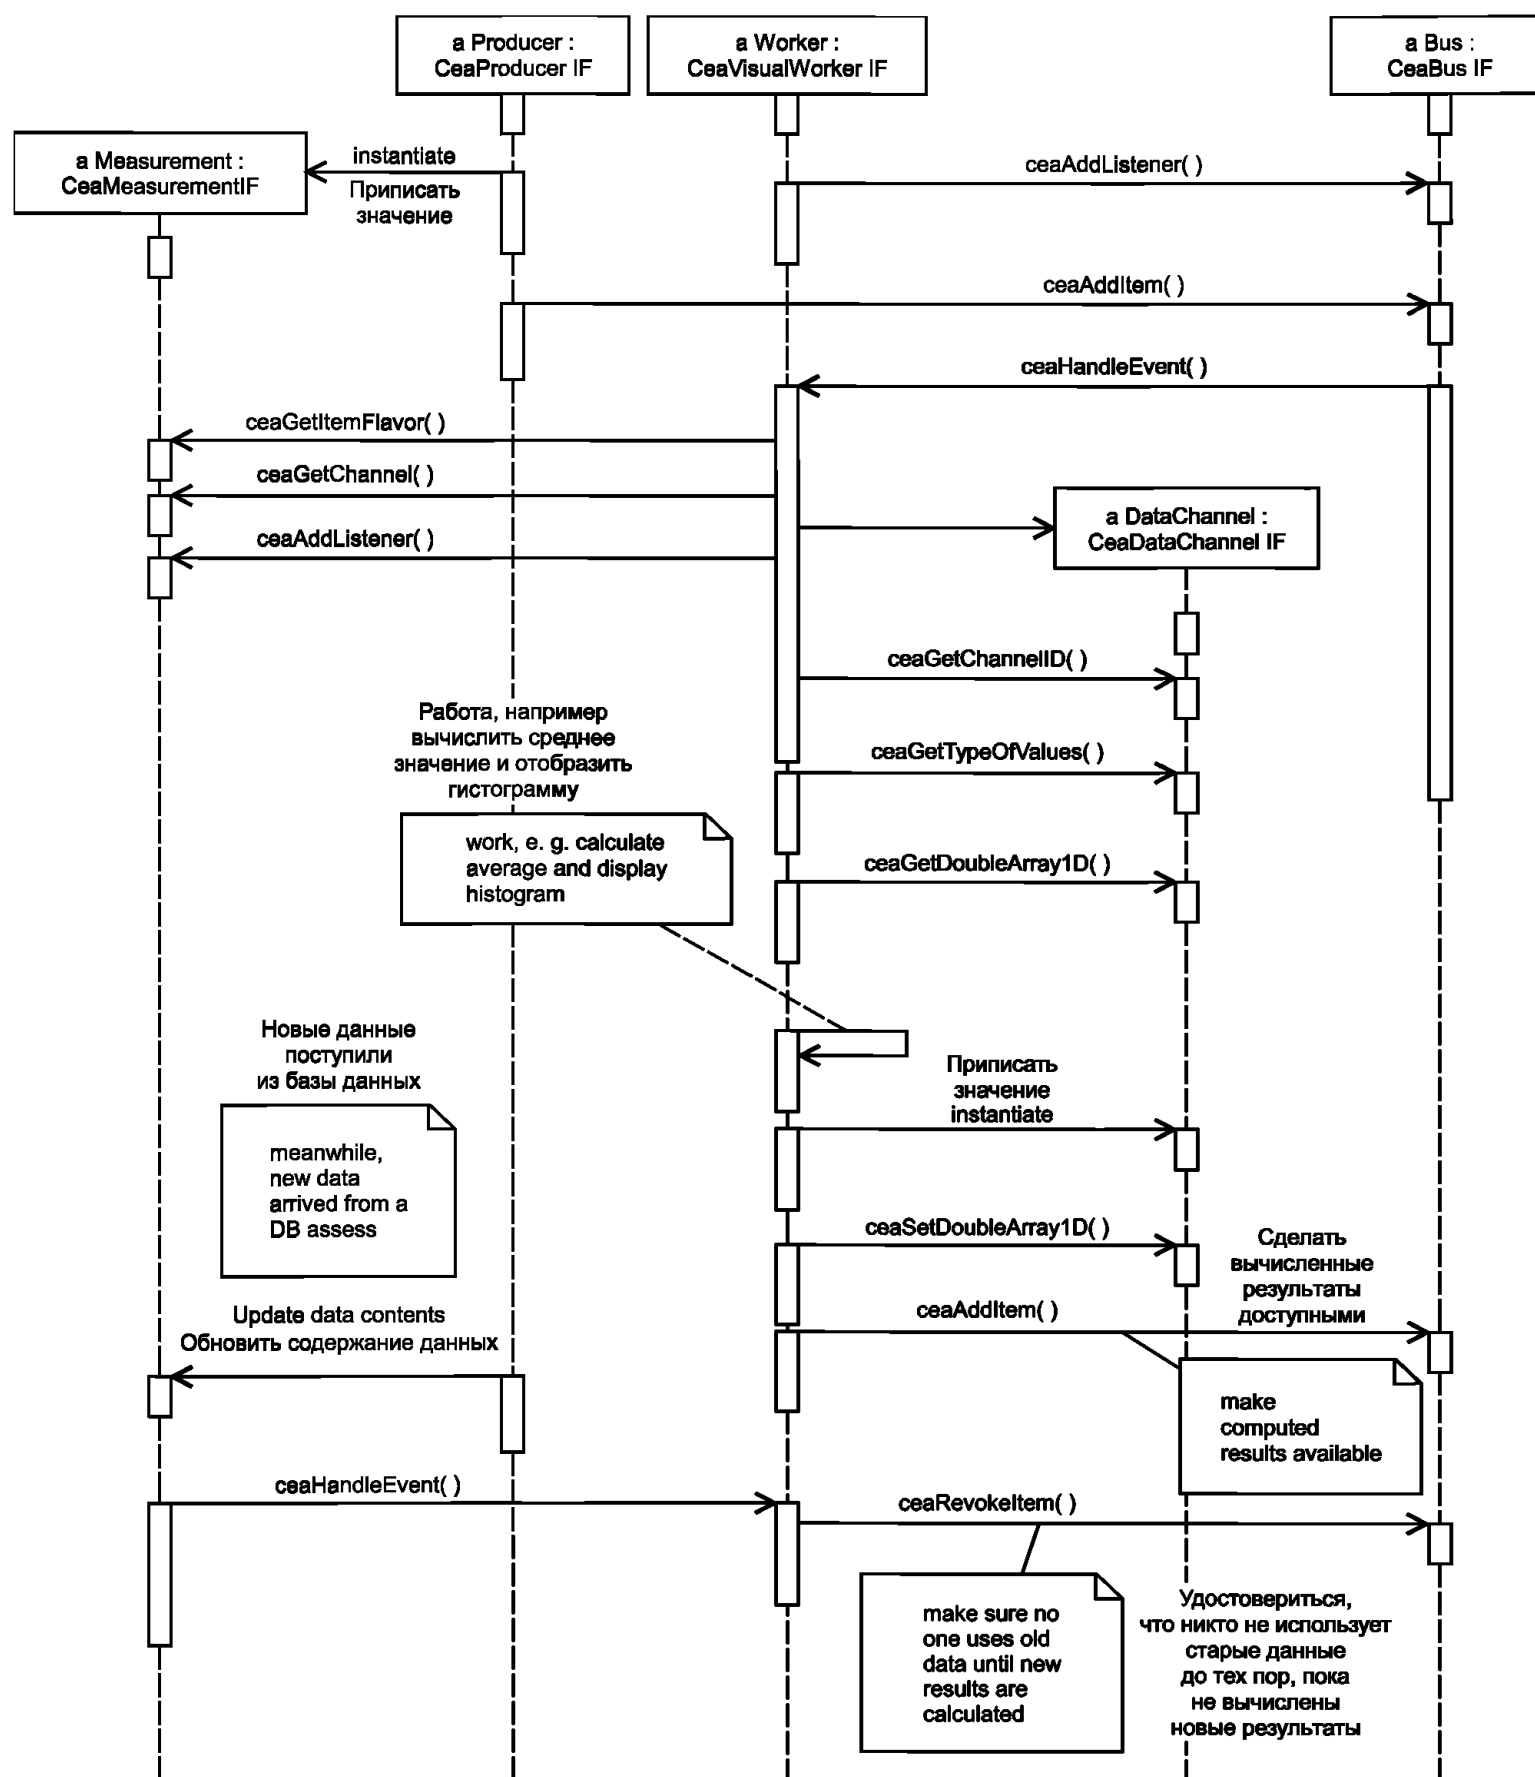 a Producer :
CeaProducer IF
a Worker :
CeaVisualWorker IF
a Bus :
CeaBus IF
a Measurement :
CeaMeasurementIF
instantiate
Приписать
значение
ceaAddListener( )
ceaAddItem( )
ceaHandleEvent( )
ceaGetItemFlavor( )
ceaGetChannel( )
ceaAddListener( )
a DataChannel :
CeaDataChannel IF
ceaGetChannelID( )
Работа, например
вычислить среднее
значение и отобразить
гистограмму
ceaGetTypeOfValues( )
work, e. g. calculate
average and display
histogram
ceaGetDoubleArray1D( )
Новые данные
поступили
из базы данных
Приписать
значение
instantiate
meanwhile,
new data
arrived from a
DB assess
ceaSetDoubleArray1D( )
Сделать
вычисленные
результаты
доступными
ceaAddItem( )
Update data contents
Обновить содержание данных
make
computed
results available
ceaHandleEvent( )
ceaRevokeItem( )
make sure no
one uses old
data until new
results are
calculated
Удостовериться,
что никто не использует
старые данные
до тех пор, пока
не вычислены
новые результаты